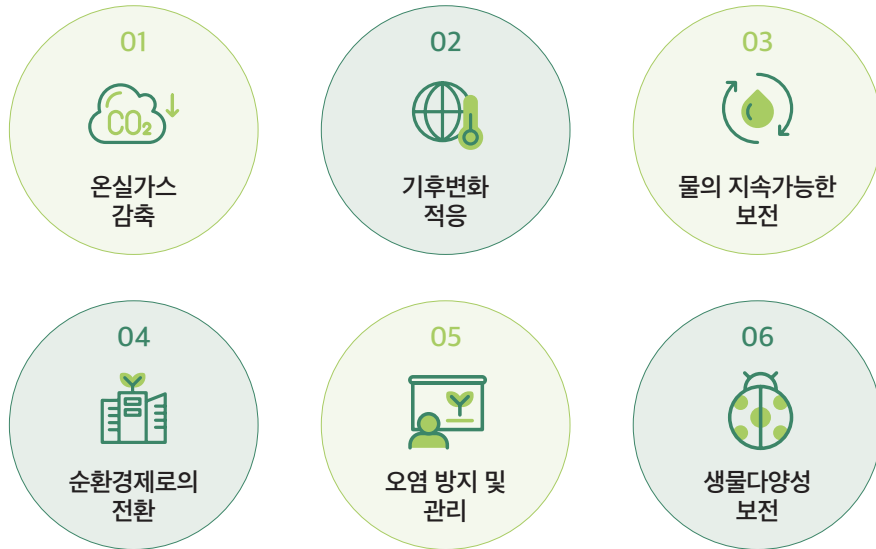 01
CO₂
온실가스
감축
02
기후변화
적응
03
물의 지속가능한
보전
04
순환경제로의
전환
05
오염 방지 및
관리
06
생물다양성
보전